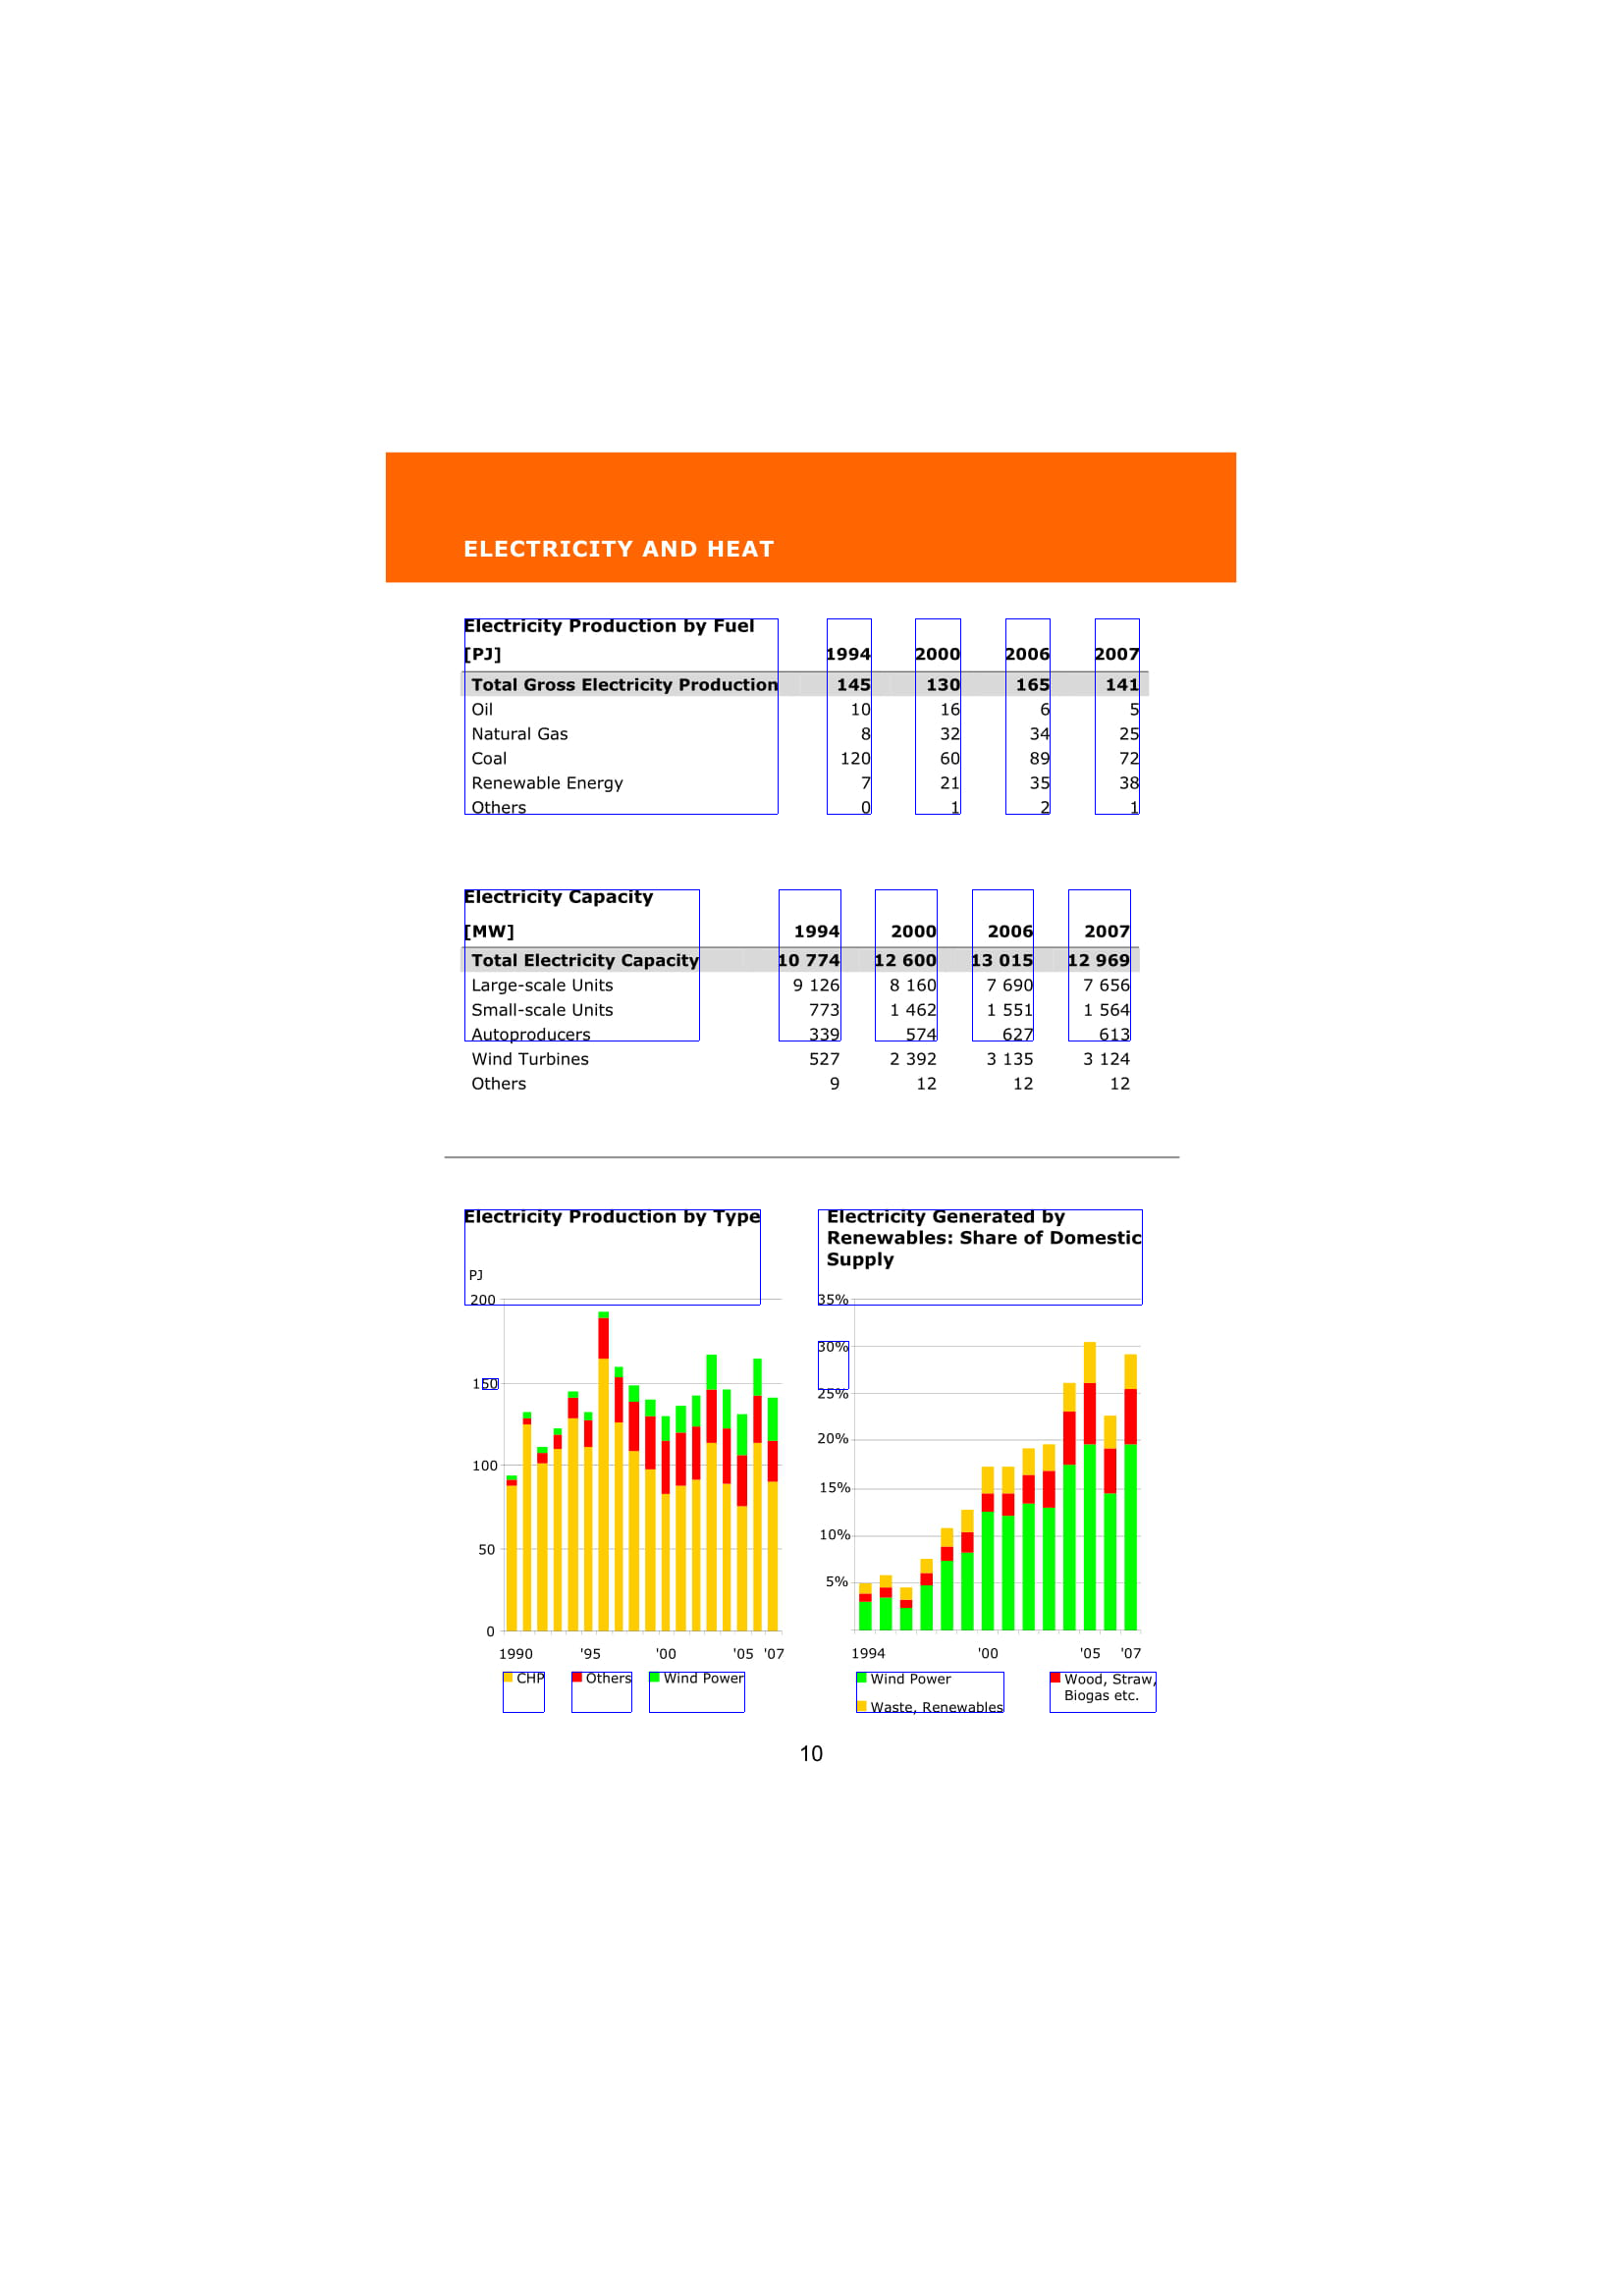 ELECTRICITY AND HEAT
Electricity Production by Fuel
[PJ] 1994 2000 2006 2007
Total Gross Electricity Production 145 130 165 141
Oil 10 16 6 5
Natural Gas 8 32 34 25
Coal 120 60 89 72
Renewable Energy 7 21 35 38
Others 0 1 2 1
Electricity Capacity
[MW] 1994 2000 2006 2007
Total Electricity Capacity 10 774 12 600 13 015 12 969
Large-scale Units 9 126 8 160 7 690 7 656
Small-scale Units 773 1 462 1 551 1 564
Autoproducers 339 574 627 613
Wind Turbines 527 2 392 3 135 3 124
Others 9 12 12 12
Electricity Production by Type
PJ
200
150
100
50
0
1990 '95 '00 '05 '07
CHP Others Wind Power
Electricity Generated by
Renewables: Share of Domestic
Supply
35%
30%
25%
20%
15%
10%
5%
1994 '00 '05 '07
Wind Power Wood, Straw,
Biogas etc.
Waste, Renewables
10